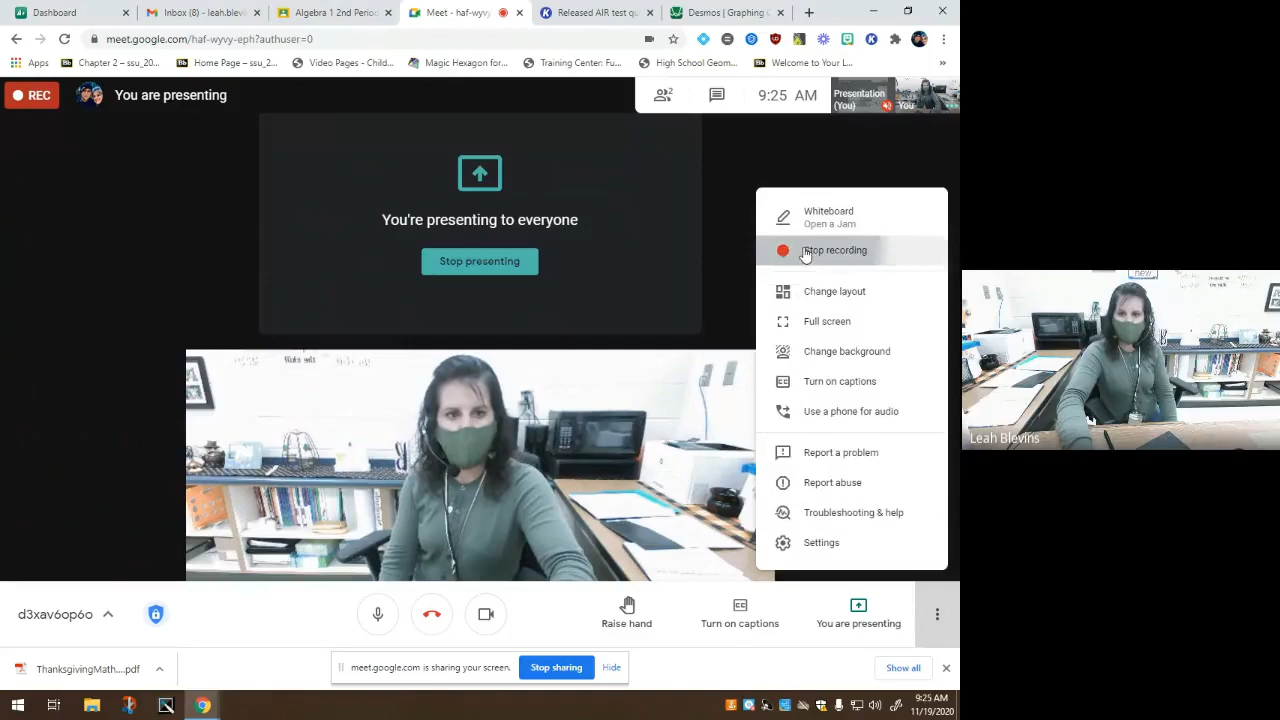 Dashboard
Inbox (0) - leah.blevi
Algebra 1 2nd Period
Meet - haf-wyvy
Released AIR test qu
Desmos | Graphing C
meet.google.com/haf-wyvy-eph?authuser=0
Apps
Chapter 2 – ssu_20...
Home Page – ssu_...
Video Pages - Child...
Magic Hexagon for...
Training Center: Fu...
High School Geom...
Welcome to Your L...
REC
You are presenting
2
9:25 AM
Presentation
(You)
You
You're presenting to everyone
Stop presenting
Whiteboard
Open a Jam
Stop recording
Change layout
Full screen
Change background
Turn on captions
Use a phone for audio
Report a problem
Report abuse
Troubleshooting & help
Settings
new
Leah Blevins
d3xav6op6o
Raise hand
Turn on captions
You are presenting
ThanksgivingMath....pdf
meet.google.com is sharing your screen.
Stop sharing
Hide
Show all
9:25 AM
11/19/2020